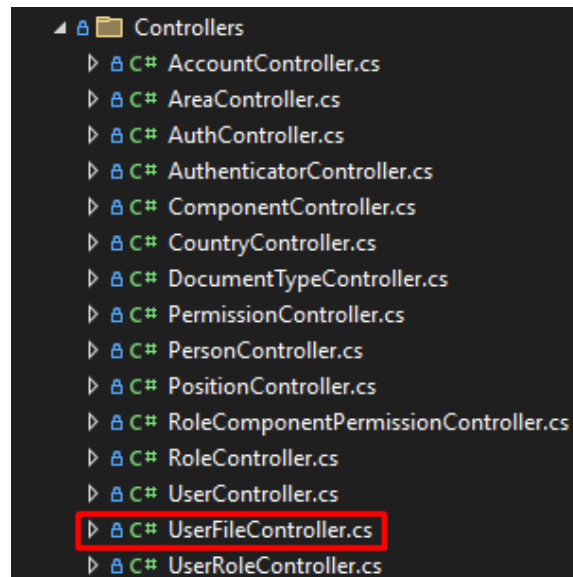 Controllers
C# AccountController.cs
C# AreaController.cs
C# AuthController.cs
C# AuthenticatorController.cs
C# ComponentController.cs
C# CountryController.cs
C# DocumentTypeController.cs
C# PermissionController.cs
C# PersonController.cs
C# PositionController.cs
C# RoleComponentPermissionController.cs
C# RoleController.cs
C# UserController.cs
C# UserFileController.cs
C# UserRoleController.cs